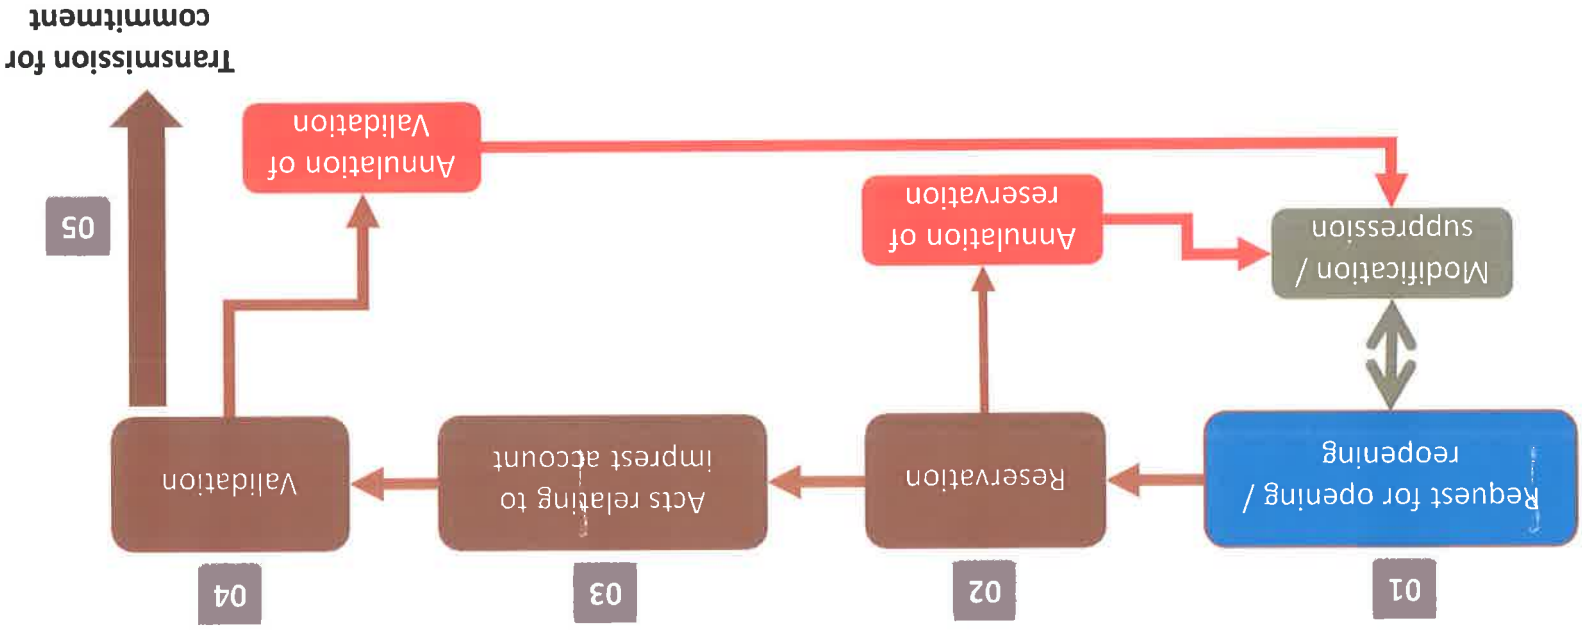 01
02
03
04
Request for opening /
reopening
Reservation
Acts relating to
imprest account
Validation
05
Modification /
suppression
Annulation of
reservation
Annulation of
Validation
Transmission for
commitment